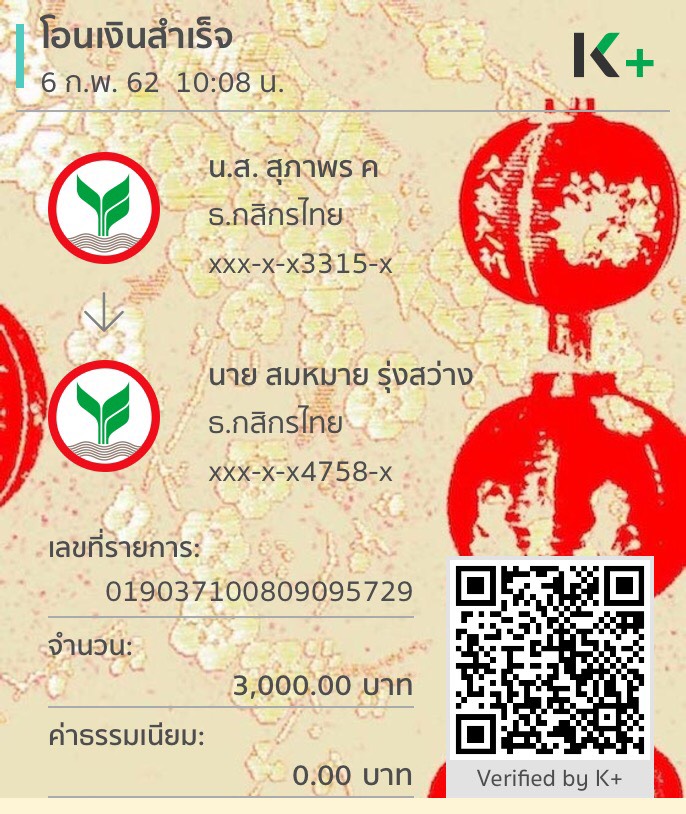 โอนเงินสำเร็จ
6 ก.พ. 62 10:08 น.
K+
น.ส. สุภาพร ค
ธ.กสิกรไทย
xxx-x-x3315-x
นาย สมหมาย รุ่งสว่าง
ธ.กสิกรไทย
xxx-x-x4758-x
เลขที่รายการ:
019037100809095729
จำนวน:
3,000.00 บาท
ค่าธรรมเนียม:
0.00 บาท
Verified by K+